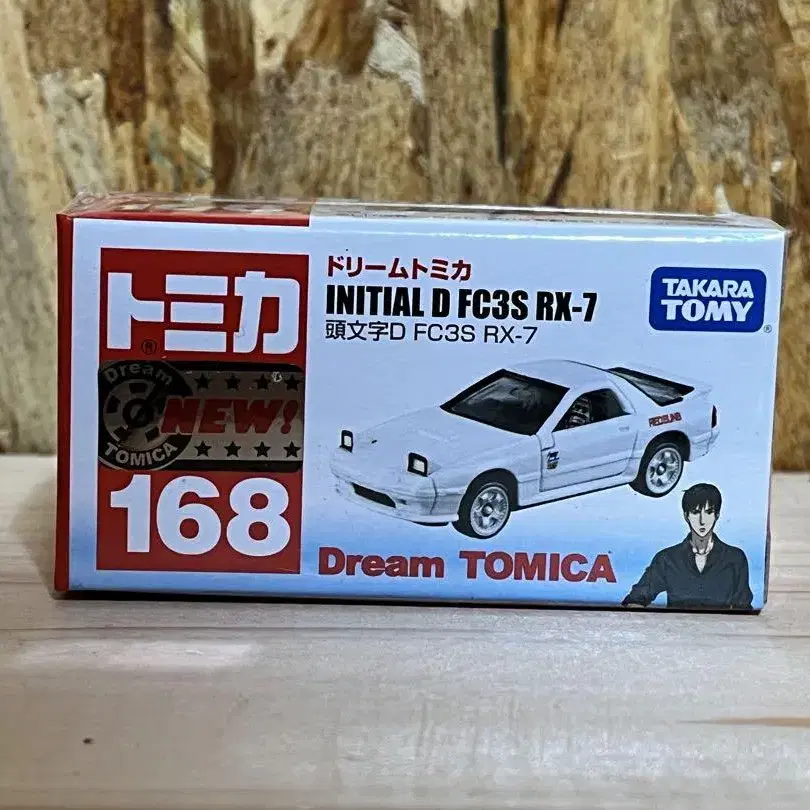 トミカ
®
Dream
NEW!
TOMICA
168
ドリームトミカ
INITIAL D FC3S RX-7
頭文字D FC3S RX-7
TAKARA
TOMY
®
REDSUNS
Dream TOMICA